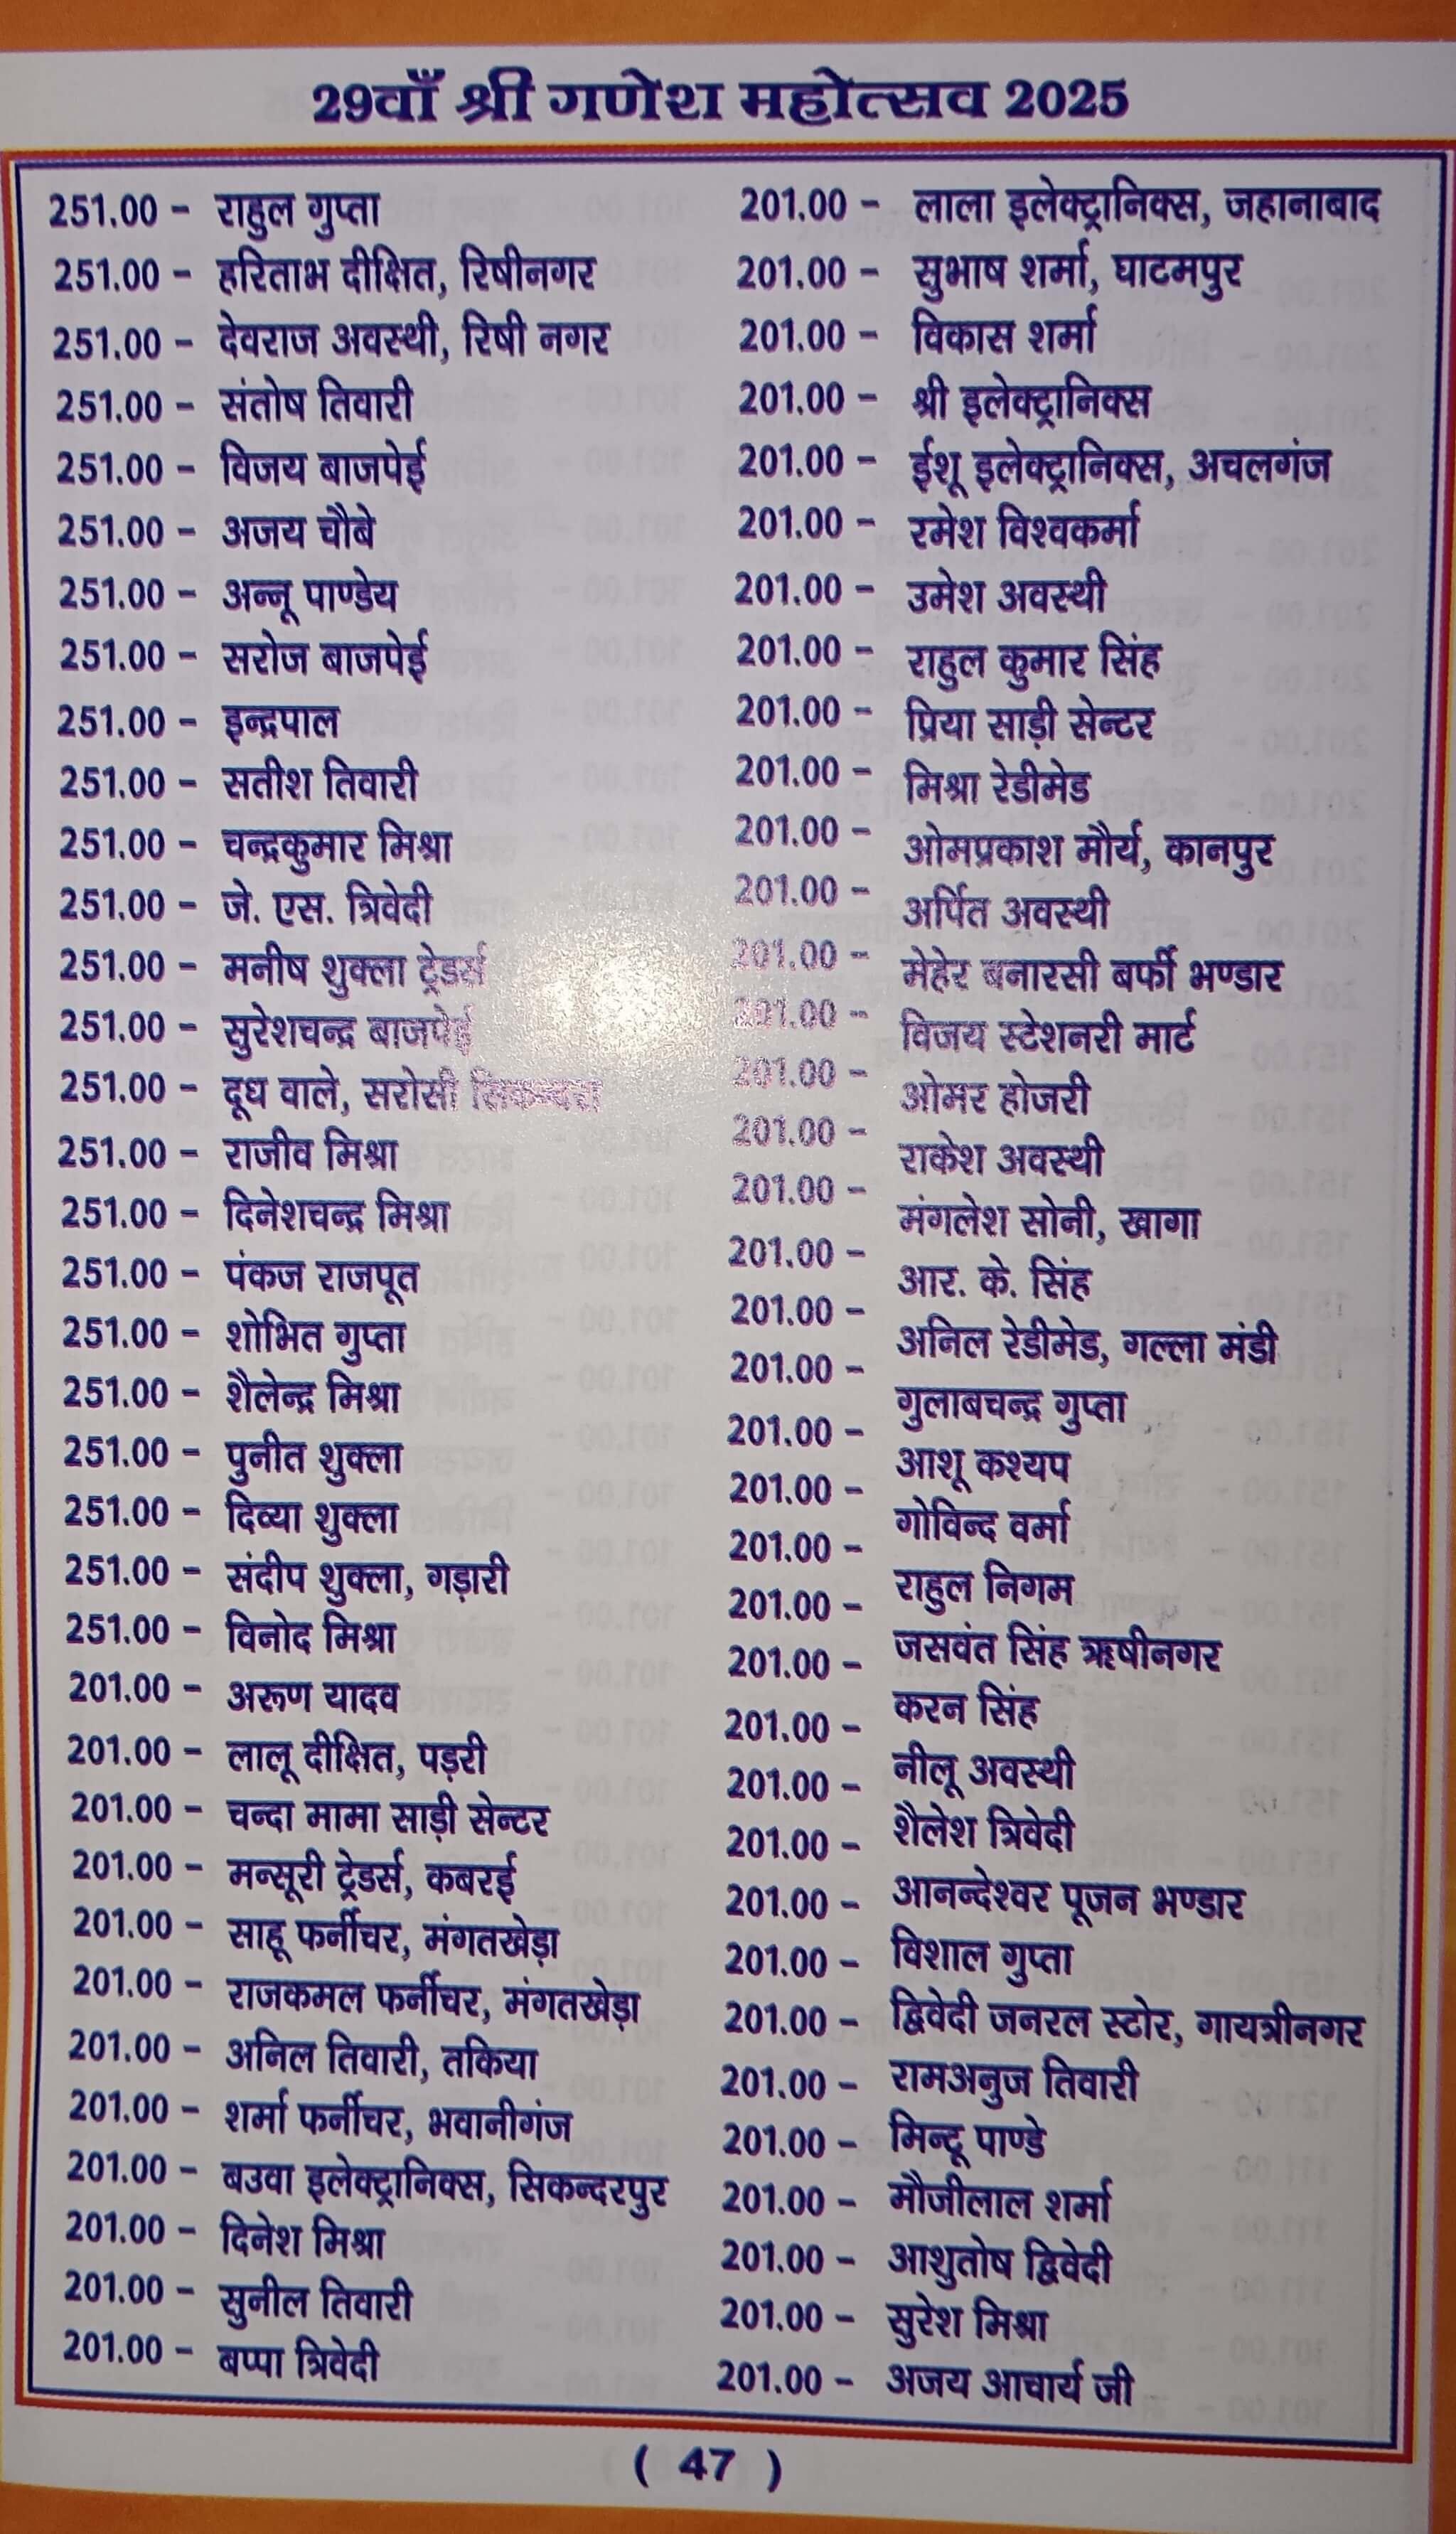 29वाँ श्री गणेश महोत्सव 2025
251.00 - राहुल गुप्ता
251.00 - हरिताभ दीक्षित, रिषीनगर
251.00 - देवराज अवस्थी, रिषी नगर
251.00 - संतोष तिवारी
251.00 - विजय बाजपेई
251.00 - अजय चौबे
251.00 - अन्नू पाण्डेय
251.00 - सरोज बाजपेई
251.00 - इन्द्रपाल
251.00 - सतीश तिवारी
251.00 - चन्द्रकुमार मिश्रा
251.00 - जे. एस. त्रिवेदी
251.00 - मनीष शुक्ला ट्रेडर्स
251.00 - सुरेशचन्द्र बाजपेई
251.00 - दूध वाले, सरोसी
251.00 - राजीव मिश्रा
251.00 - दिनेशचन्द्र मिश्रा
251.00 - पंकज राजपूत
251.00 - शोभित गुप्ता
251.00 - शैलेन्द्र मिश्रा
251.00 - पुनीत शुक्ला
251.00 - दिव्या शुक्ला
251.00 - संदीप शुक्ला, गड़ारी
251.00 - विनोद मिश्रा
201.00 - अरूण यादव
201.00 - लालू दीक्षित, पड़री
201.00 - चन्दा मामा साड़ी सेन्टर
201.00 - मन्सूरी ट्रेडर्स, कबरई
201.00 - साहू फर्नीचर, मंगतखेड़ा
201.00 - राजकमल फर्नीचर, मंगतखेड़ा
201.00 - अनिल तिवारी, तकिया
201.00 - शर्मा फर्नीचर, भवानीगंज
201.00 - बउवा इलेक्ट्रानिक्स, सिकन्दरपुर
201.00 - दिनेश मिश्रा
201.00 - सुनील तिवारी
201.00 - बप्पा त्रिवेदी
201.00 - लाला इलेक्ट्रानिक्स, जहानाबाद
201.00 - सुभाष शर्मा, घाटमपुर
201.00 - विकास शर्मा
201.00 - श्री इलेक्ट्रानिक्स
201.00 - ईशू इलेक्ट्रानिक्स, अचलगंज
201.00 - रमेश विश्वकर्मा
201.00 - उमेश अवस्थी
201.00 - राहुल कुमार सिंह
201.00 - प्रिया साड़ी सेन्टर
201.00 - मिश्रा रेडीमेड
201.00 - ओमप्रकाश मौर्य, कानपुर
201.00 - अर्पित अवस्थी
201.00 - मेहेर बनारसी बर्फी भण्डार
201.00 - विजय स्टेशनरी मार्ट
201.00 - ओमर होजरी
201.00 - राकेश अवस्थी
201.00 - मंगलेश सोनी, खागा
201.00 - आर. के. सिंह
201.00 - अनिल रेडीमेड, गल्ला मंडी
201.00 - गुलाबचन्द्र गुप्ता
201.00 - आशू कश्यप
201.00 - गोविन्द वर्मा
201.00 - राहुल निगम
201.00 - जसवंत सिंह ऋषीनगर
201.00 - करन सिंह
201.00 - नीलू अवस्थी
201.00 - शैलेश त्रिवेदी
201.00 - आनन्देश्वर पूजन भण्डार
201.00 - विशाल गुप्ता
201.00 - द्विवेदी जनरल स्टोर, गायत्रीनगर
201.00 - रामअनुज तिवारी
201.00 - मिन्टू पाण्डे
201.00 - मौजीलाल शर्मा
201.00 - आशुतोष द्विवेदी
201.00 - सुरेश मिश्रा
201.00 - अजय आचार्य जी
( 47 )